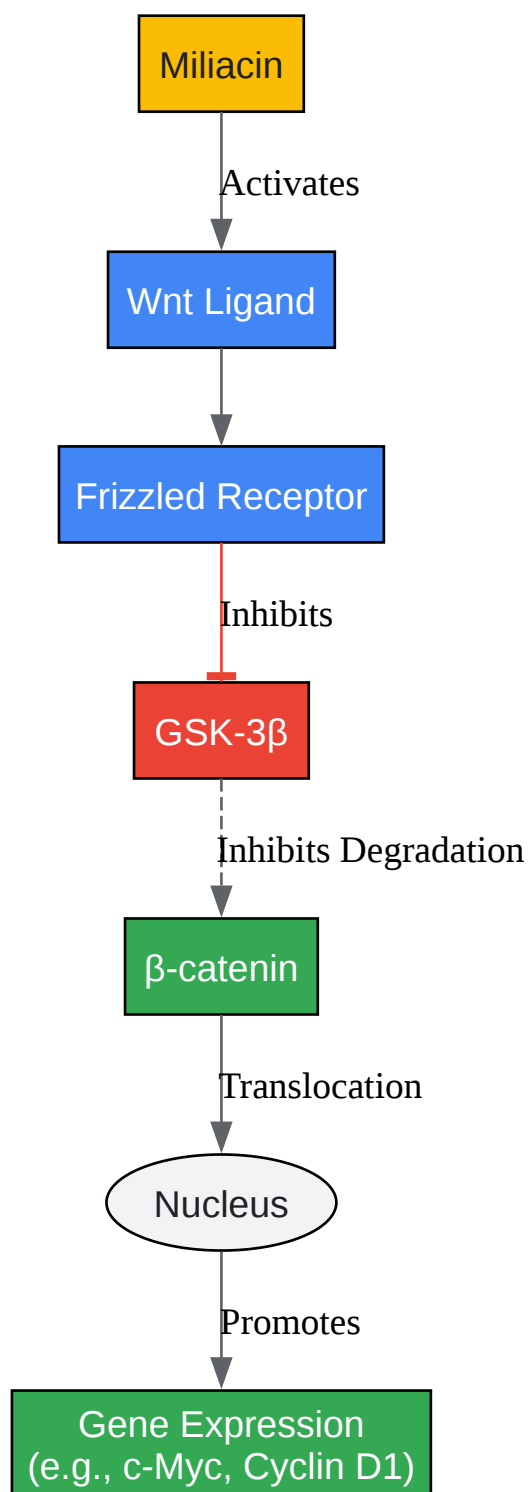 Miliacin
Activates
Wnt Ligand
Frizzled Receptor
Inhibits
GSK-3β
Inhibits Degradation
β-catenin
Translocation
Nucleus
Promotes
Gene Expression
(e.g., c-Myc, Cyclin D1)